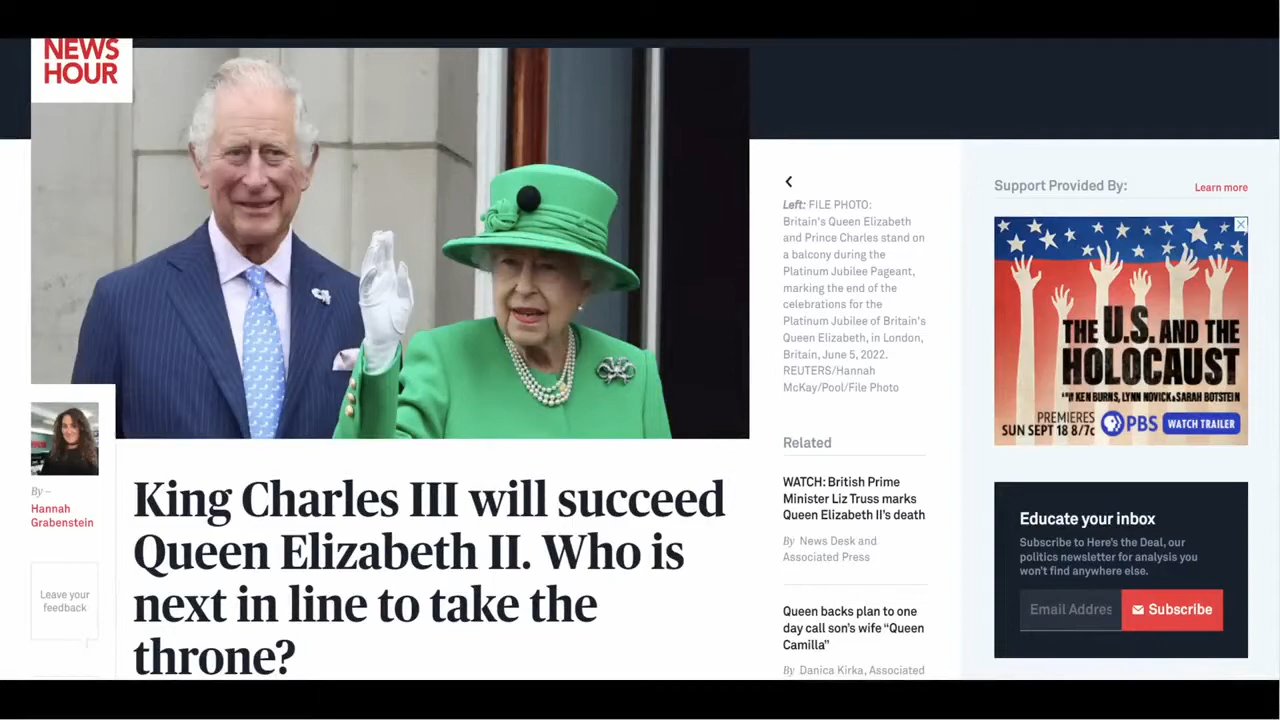 NEWS
HOUR
By –
Hannah
Grabenstein
Leave your
feedback
King Charles III will succeed
Queen Elizabeth II. Who is
next in line to take the
throne?
Left: FILE PHOTO:
Britain's Queen Elizabeth
and Prince Charles stand on
a balcony during the
Platinum Jubilee Pageant,
marking the end of the
celebrations for the
Platinum Jubilee of Britain's
Queen Elizabeth, in London,
Britain, June 5, 2022.
REUTERS/Hannah
McKay/Pool/File Photo
Related
WATCH: British Prime
Minister Liz Truss marks
Queen Elizabeth II's death
By News Desk and
Associated Press
Queen backs plan to one
day call son's wife “Queen
Camilla”
By Danica Kirka, Associated
Support Provided By:
Learn more
THE U.S. AND THE
HOLOCAUST
KEN BURNS, LYNN NOVICK & SARAH BOTSTEIN
PREMIERES
SUN SEPT 18 8/7c
PBS
WATCH TRAILER
Educate your inbox
Subscribe to Here's the Deal, our
politics newsletter for analysis you
won't find anywhere else.
Email Addres
Subscribe